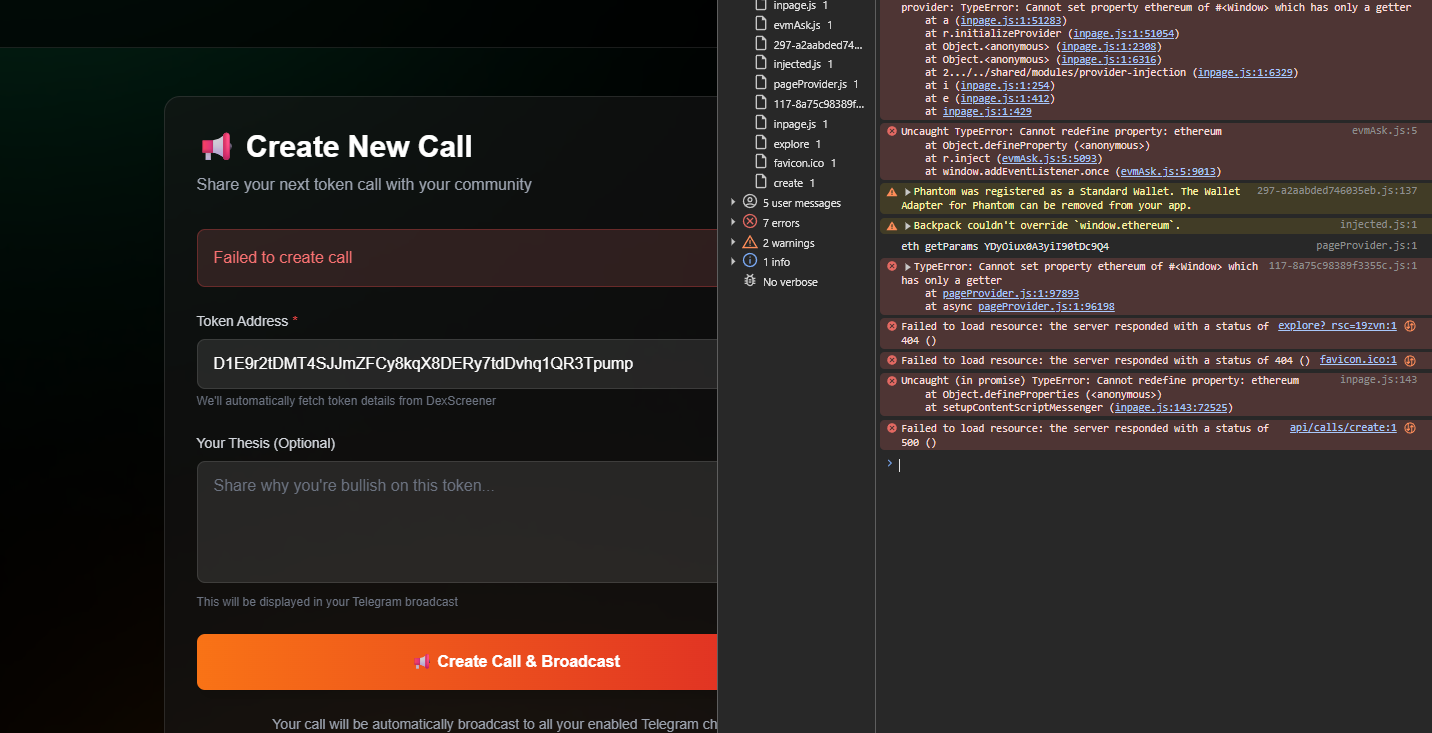 Create New Call
Share your next token call with your community
Failed to create call
Token Address *
D1E9r2tDMT4SJJmZFCy8kqX8DERy7tdDvhq1QR3Tpump
We'll automatically fetch token details from DexScreener
Your Thesis (Optional)
Share why you're bullish on this token...
This will be displayed in your Telegram broadcast
Create Call & Broadcast
Your call will be automatically broadcast to all your enabled Telegram ch
inpage.js 1
evmAsk.js 1
297-a2aabded74...
injected.js 1
pageProvider.js 1
117-8a75c98389f...
inpage.js 1
explore 1
favicon.ico 1
create 1
5 user messages
7 errors
2 warnings
1 info
No verbose
provider: TypeError: Cannot set property ethereum of #<Window> which has only a getter
at a (inpage.js:1:51283)
at r.initializeProvider (inpage.js:1:51054)
at Object.<anonymous> (inpage.js:1:2308)
at Object.<anonymous> (inpage.js:1:6316)
at 2.../../shared/modules/provider-injection (inpage.js:1:6329)
at i (inpage.js:1:254)
at e (inpage.js:1:412)
at inpage.js:1:429
Uncaught TypeError: Cannot redefine property: ethereum evmAsk.js:5
at Object.defineProperty (<anonymous>)
at r.inject (evmAsk.js:5:5093)
at window.addEventListener.once (evmAsk.js:5:9013)
Phantom was registered as a Standard Wallet. The Wallet 297-a2aabded746035eb.js:137
Adapter for Phantom can be removed from your app.
Backpack couldn't override `window.ethereum`. injected.js:1
eth getParams YDyOiux0A3yiI90tDc9Q4 pageProvider.js:1
TypeError: Cannot set property ethereum of #<Window> which 117-8a75c98389f3355c.js:1
has only a getter
at pageProvider.js:1:97893
at async pageProvider.js:1:96198
Failed to load resource: the server responded with a status of explore?_rsc=19zvn:1
404 ()
Failed to load resource: the server responded with a status of 404 () favicon.ico:1
Uncaught (in promise) TypeError: Cannot redefine property: ethereum inpage.js:143
at Object.defineProperties (<anonymous>)
at setupContentScriptMessenger (inpage.js:143:72525)
Failed to load resource: the server responded with a status of api/calls/create:1
500 ()